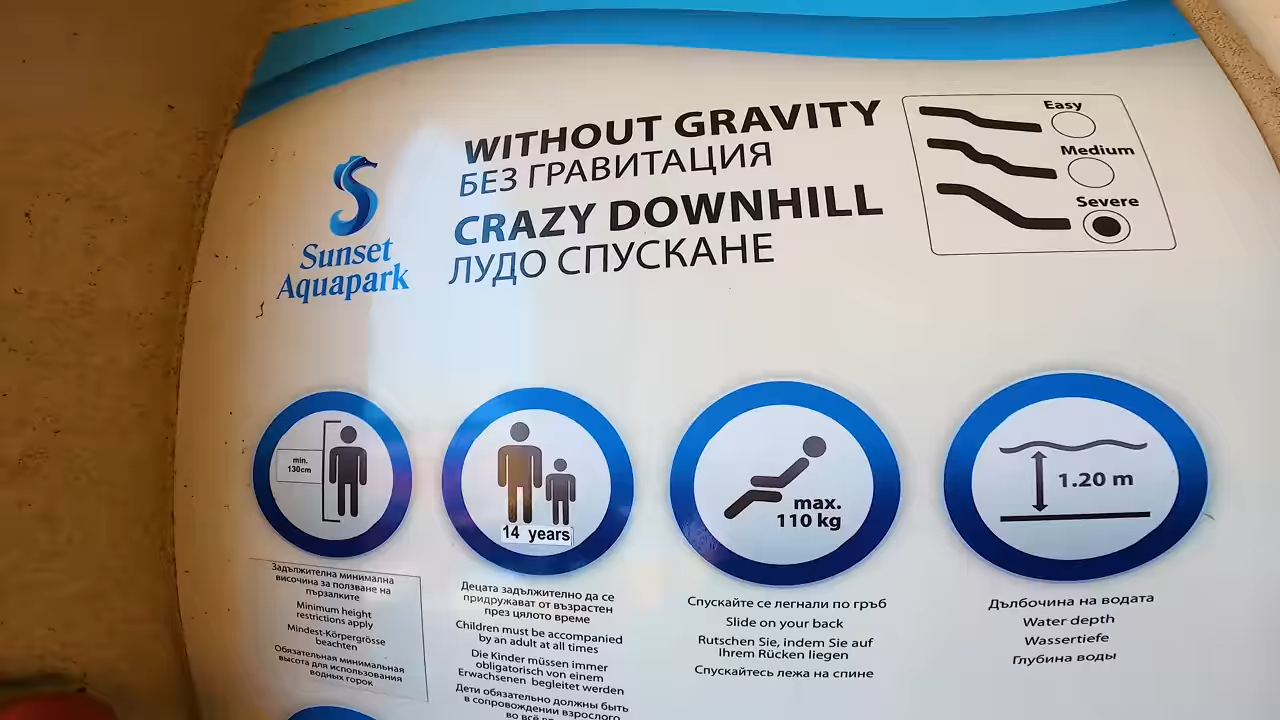 WITHOUT GRAVITY
БЕЗ ГРАВИТАЦИЯ
CRAZY DOWNHILL
ЛУДО СПУСКАНЕ
Sunset
Aquapark
Easy
Medium
Severe
min.
130cm
14 years
max.
110 kg
1.20 m
Задължителна минимална
височина за ползване на
пързалките
Minimum height
restrictions apply
Mindest-Körpergrösse
beachten
Обязательная минимальная
высота для использования
водных горок
Децата задължително да се
придружават от възрастен
през цялото време
Children must be accompanied
by an adult at all times
Die Kinder müssen immer
obligatorisch von einem
Erwachsenen begleitet werden
Дети обязательно должны быть
в сопровождении взрослого
во всё
Спускайте се легнали по гръб
Slide on your back
Rutschen Sie, indem Sie auf
Ihrem Rücken liegen
Спускайтесь лежа на спине
Дълбочина на водата
Water depth
Wassertiefe
Глубина воды